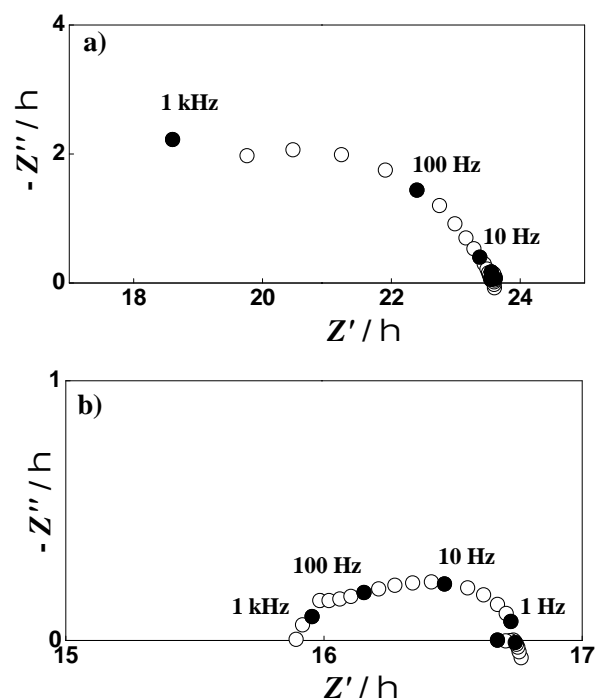 a)
4
1 kHz
2
100 Hz
10 Hz
0
18 20 22 24
- Z'' / h
Z' / h
b)
1
10 Hz
100 Hz
1 kHz
1 Hz
0
15 16 17
- Z'' / h
Z' / h